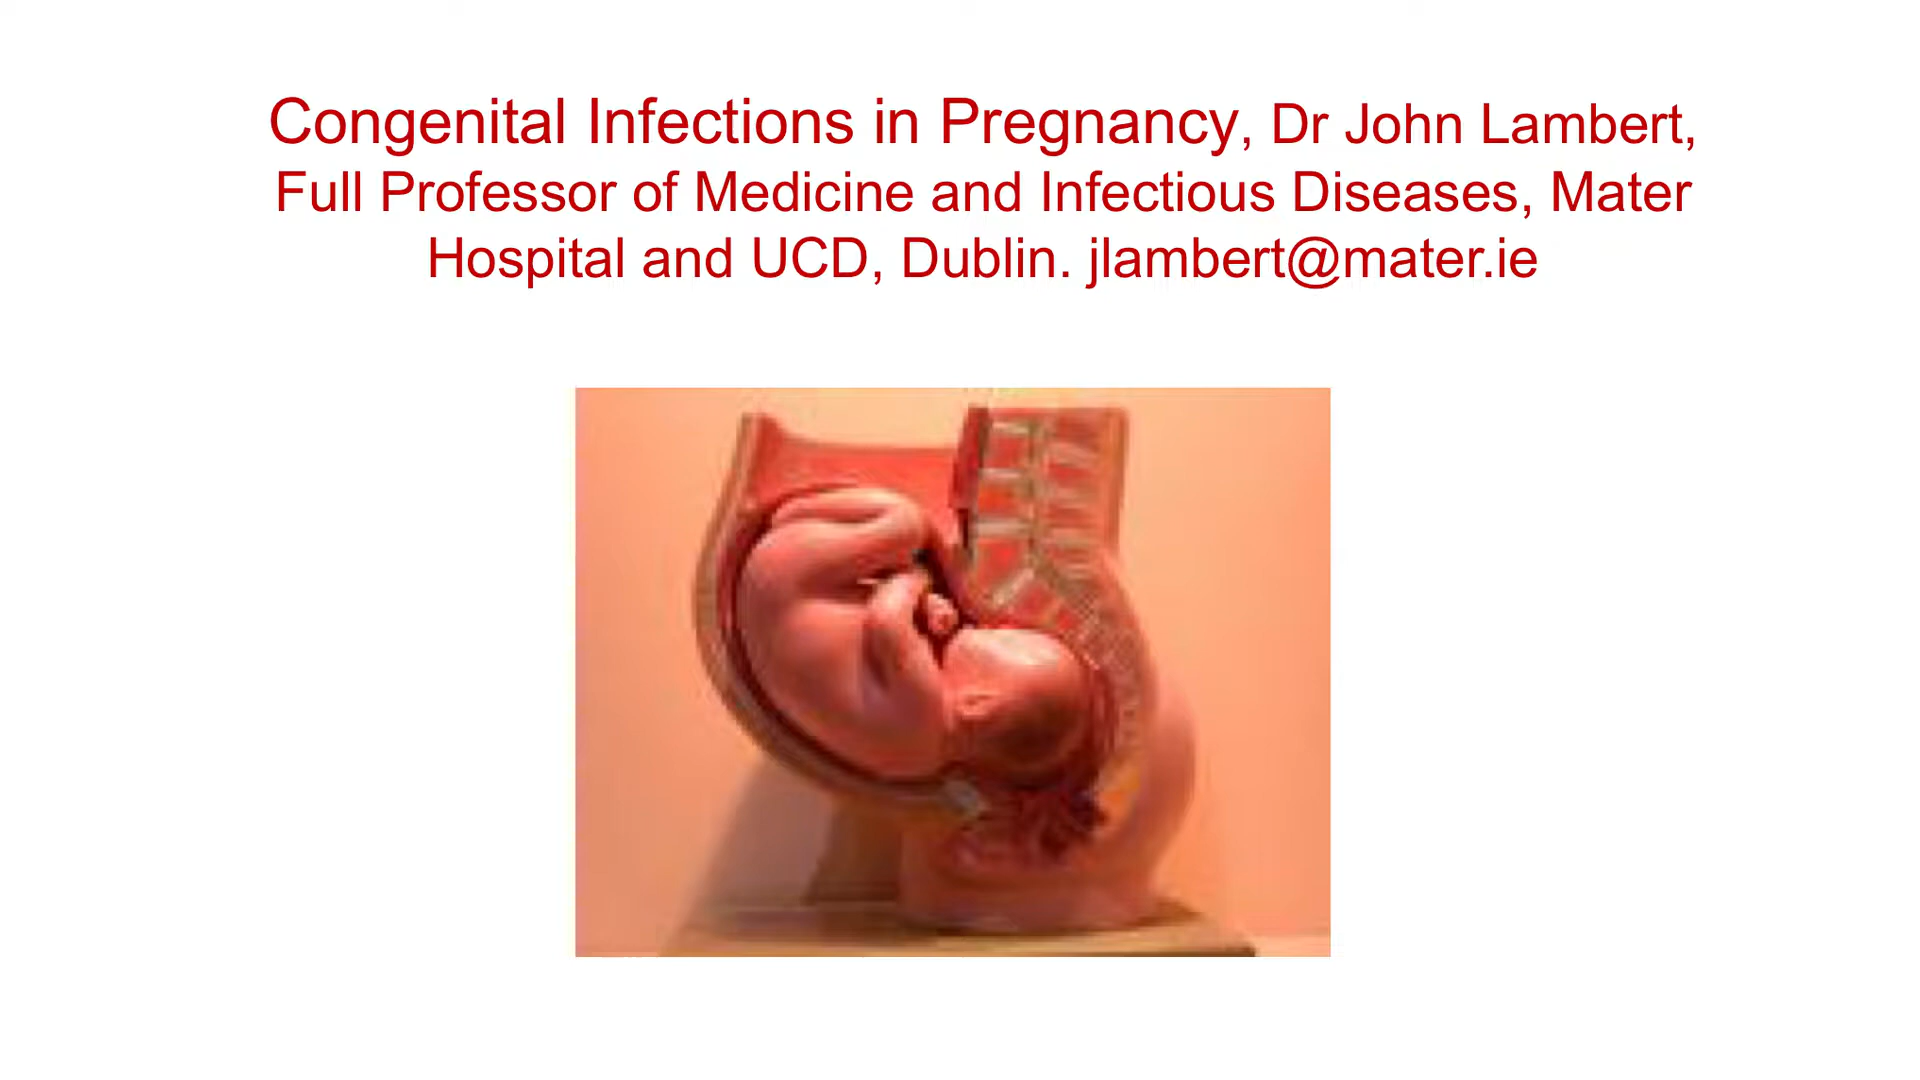 Congenital Infections in Pregnancy, Dr John Lambert,
Full Professor of Medicine and Infectious Diseases, Mater
Hospital and UCD, Dublin. jlambert@mater.ie